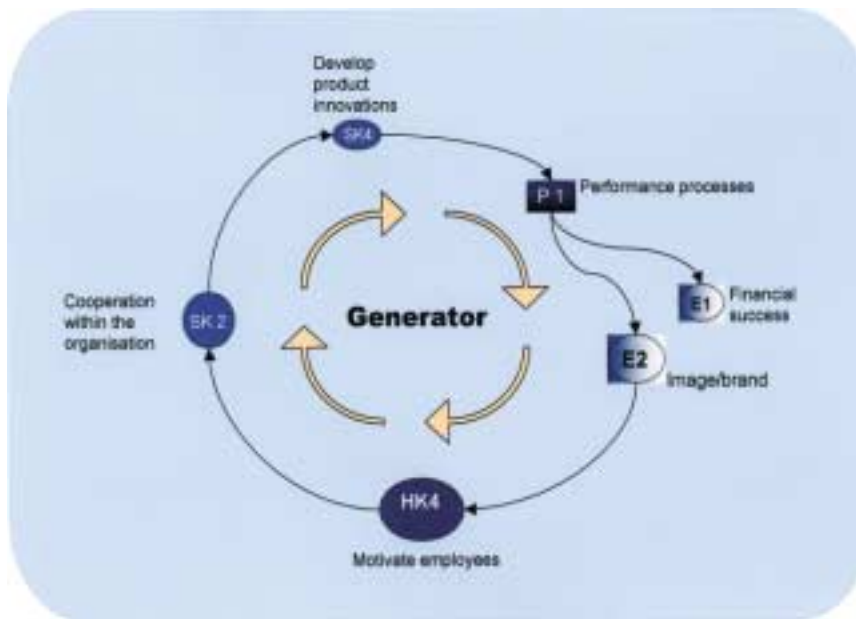 Develop
product
innovations
SK4
P 1
Performance processes
Cooperation
within the
organisation
SK 2
Generator
E1
Financial
success
E2
Image/brand
HK4
Motivate employees